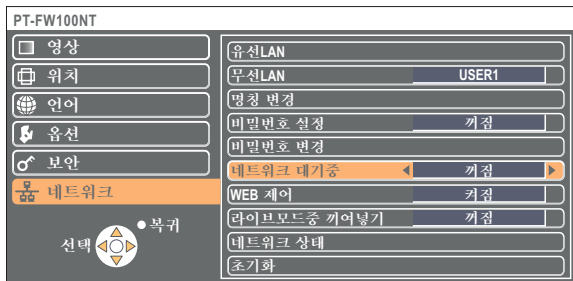 PT-FW100NT
영상
위치
언어
옵션
보안
네트워크
선택
복귀
유선LAN
무선LAN USER1
명칭 변경
비밀번호 설정 꺼짐
비밀번호 변경
네트워크 대기중 꺼짐
WEB 제어 켜짐
라이브모드중 끼여넣기 꺼짐
네트워크 상태
초기화